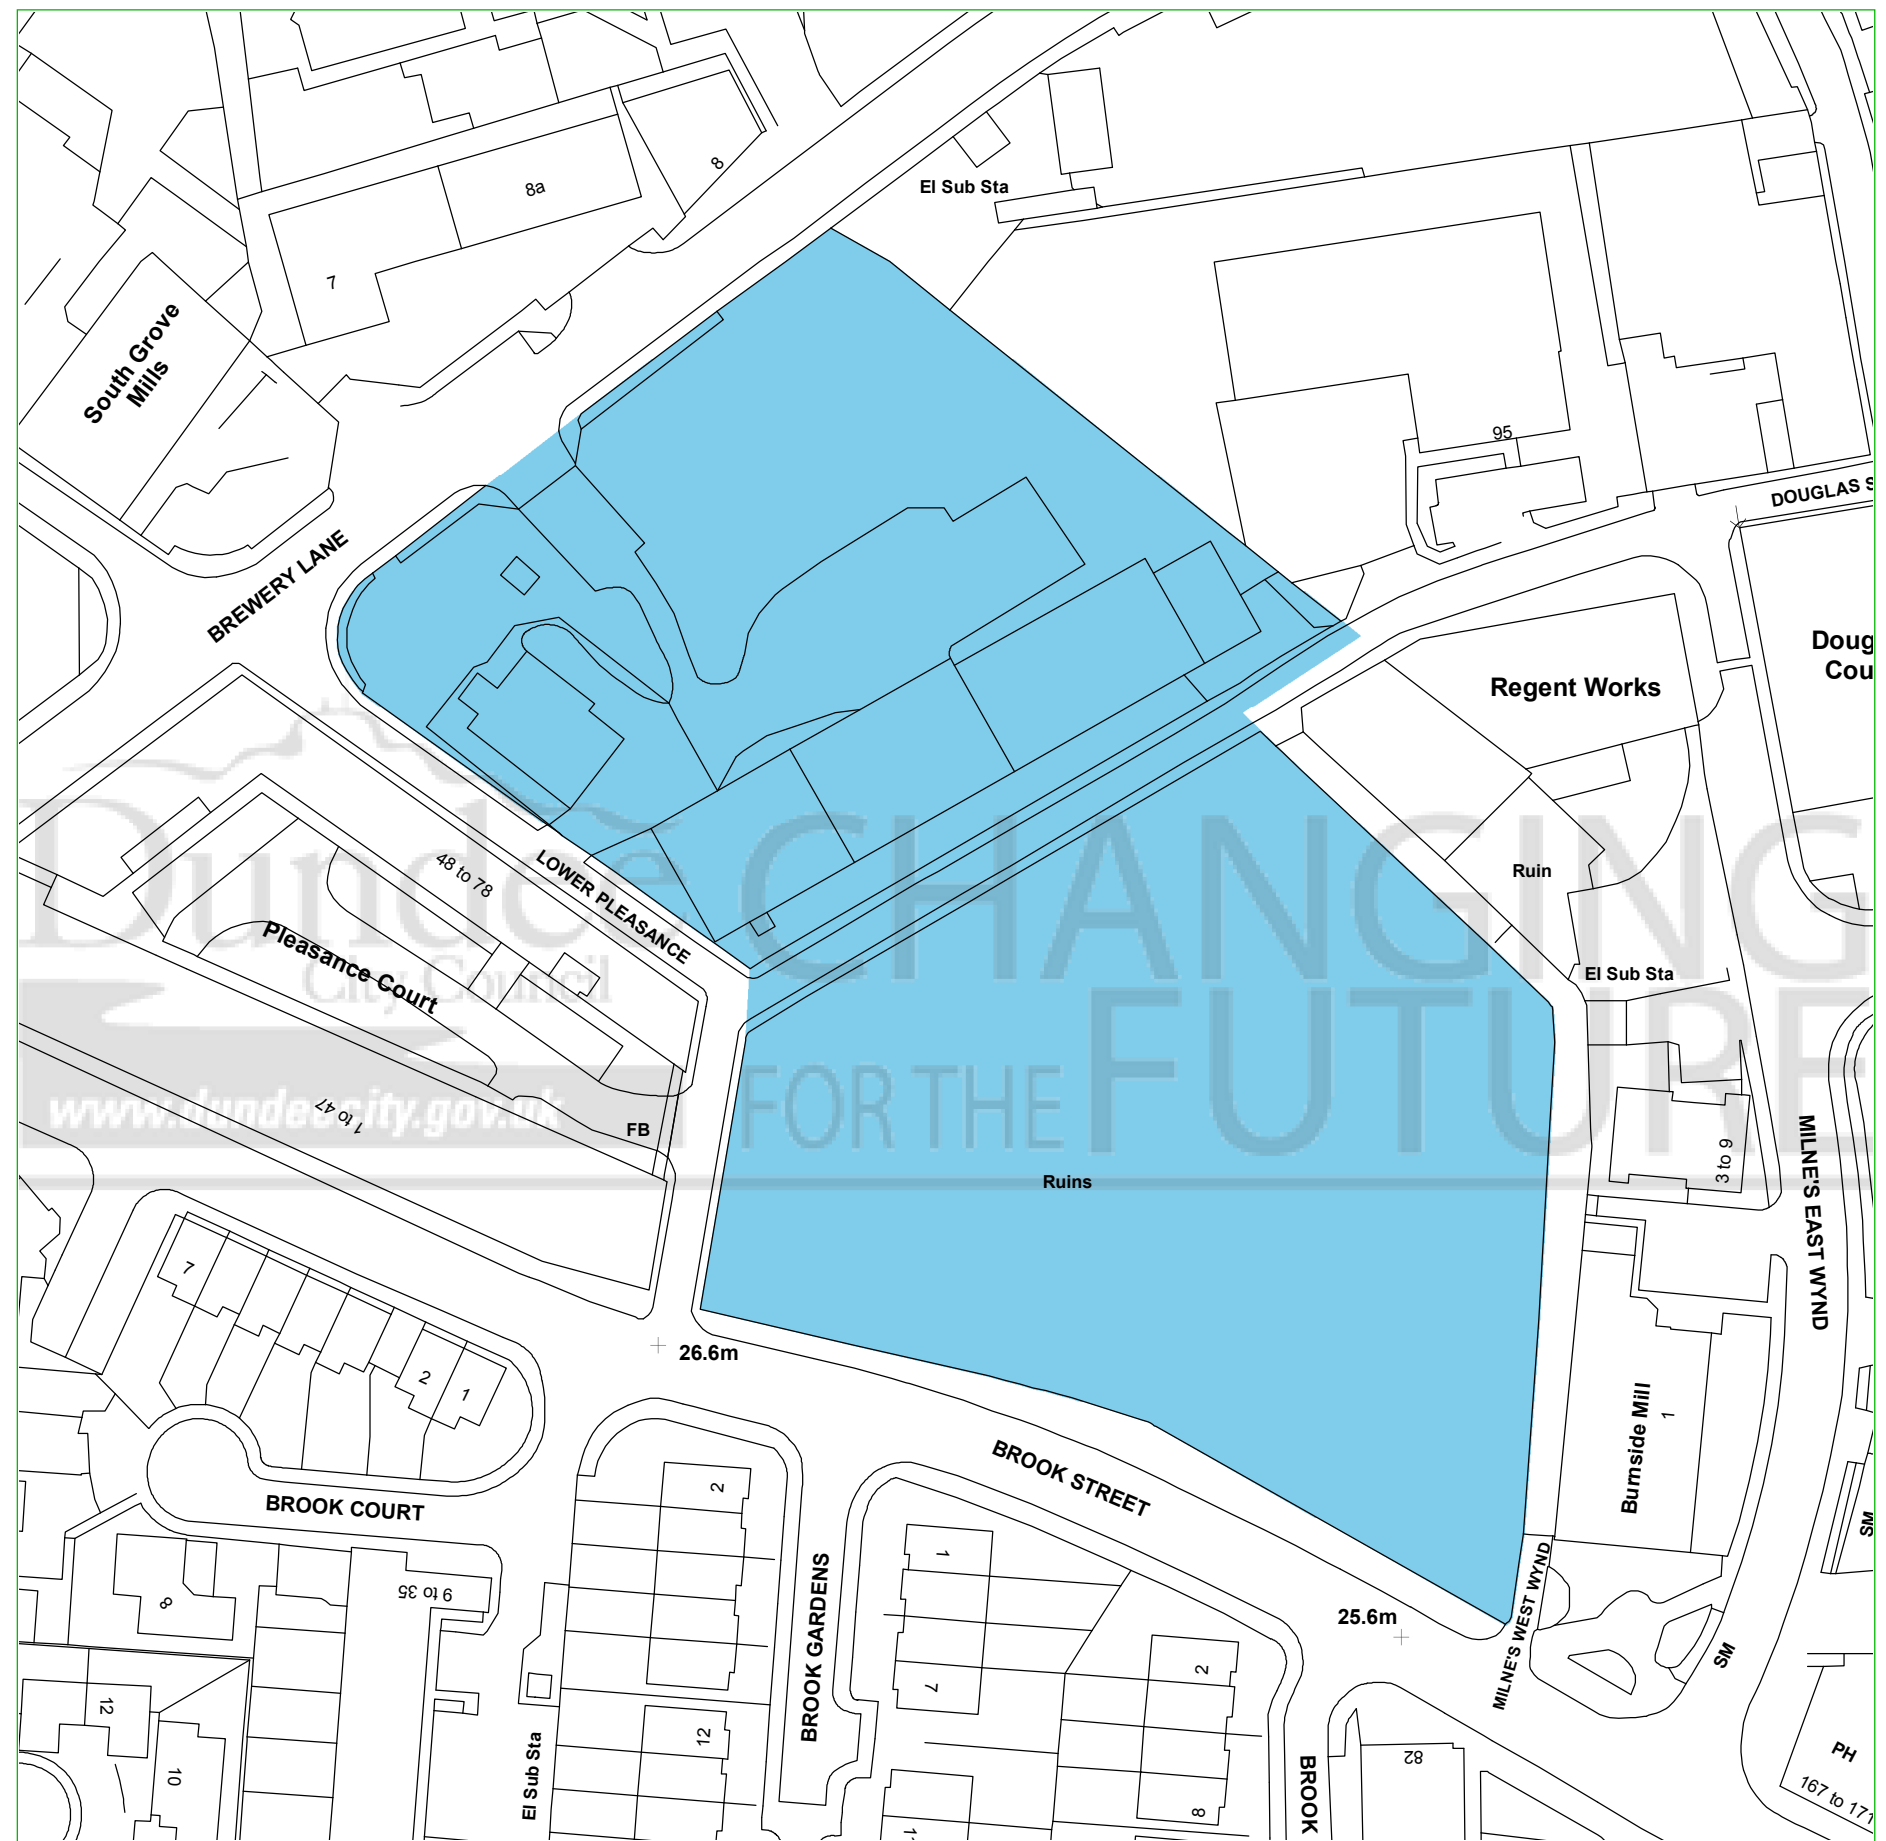 El Sub Sta
8
8a
7
South Grove
Mills
95
DOUGLAS S
BREWERY LANE
Doug
Cou
Regent Works
48 to 78
LOWER PLEASANCE
Ruin
Pleasance Court
El Sub Sta
Dundee
City Council
www.dundeecity.gov.uk
CHANGING
FOR THE FUTURE
1 to 47
FB
3 to 9
MILNE'S EAST WYND
Ruins
7
2
1
26.6m
Burnside Mill
1
BROOK STREET
BROOK COURT
2
1
SM
9 to 35
8
BROOK GARDENS
MILNE'S WEST WYND
25.6m
SM
7
2
12
12
10
El Sub Sta
8
BROOK
82
PH
167 to 171